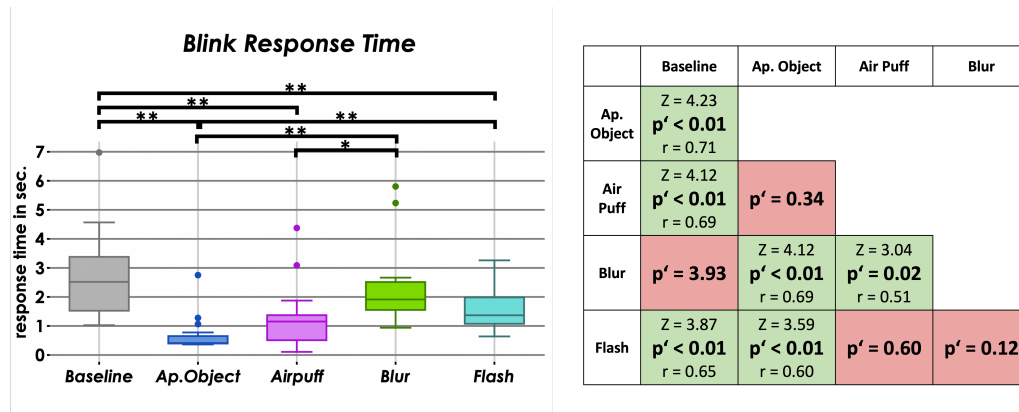 Blink Response Time
**
**
** **
**
*
response time in sec.
7
6
5
4
3
2
1
0
Baseline Ap.Object Airpuff Blur Flash
Baseline Ap. Object Air Puff Blur
Ap.
Object
Z = 4.23
p‘ < 0.01
r = 0.71
Air
Puff
Z = 4.12
p‘ < 0.01
r = 0.69
p‘ = 0.34
Blur
p‘ = 3.93
Z = 4.12
p‘ < 0.01
r = 0.69
Z = 3.04
p‘ = 0.02
r = 0.51
Flash
Z = 3.87
p‘ < 0.01
r = 0.65
Z = 3.59
p‘ < 0.01
r = 0.60
p‘ = 0.60
p‘ = 0.12